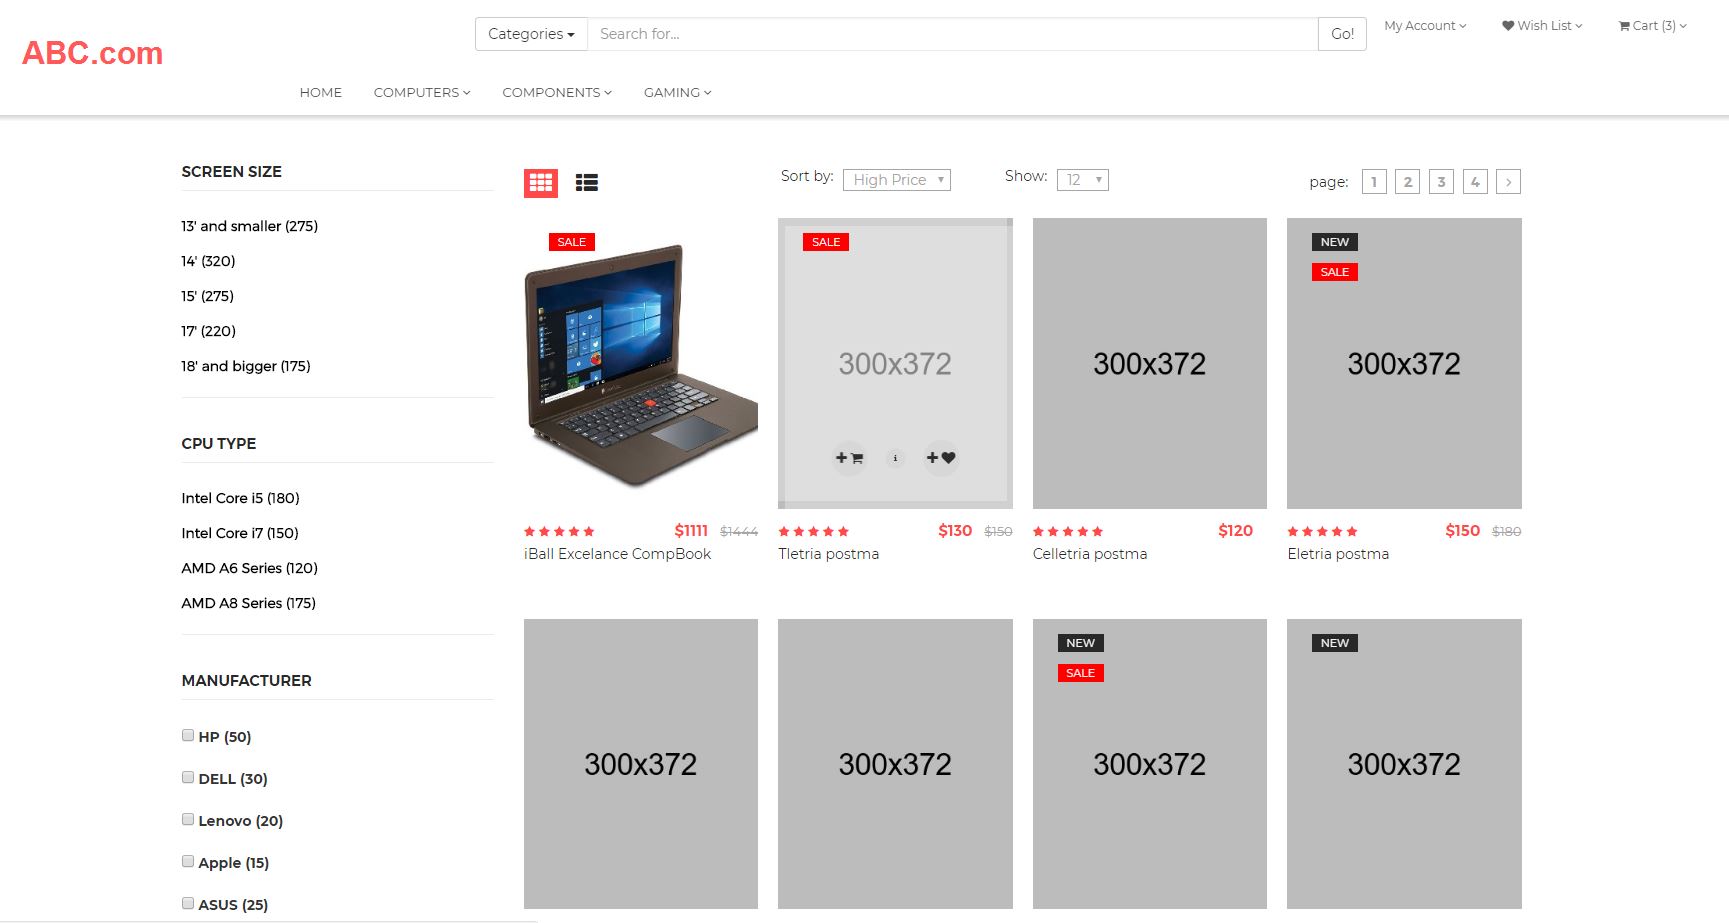 ABC.com
Categories Search for... Go!
My Account Wish List Cart (3)
HOME COMPUTERS COMPONENTS GAMING
SCREEN SIZE
13' and smaller (275)
14' (320)
15' (275)
17' (220)
18' and bigger (175)
CPU TYPE
Intel Core i5 (180)
Intel Core i7 (150)
AMD A6 Series (120)
AMD A8 Series (175)
MANUFACTURER
HP (50)
DELL (30)
Lenovo (20)
Apple (15)
ASUS (25)
Sort by: High Price Show: 12 page: 1 2 3 4 >
SALE
$1111 $1444
iBall Excelance CompBook
SALE
300x372
+ i +
$130 $150
Tletria postma
300x372
$120
Celletria postma
NEW
SALE
300x372
$150 $180
Eletria postma
300x372
300x372
NEW
SALE
300x372
NEW
300x372